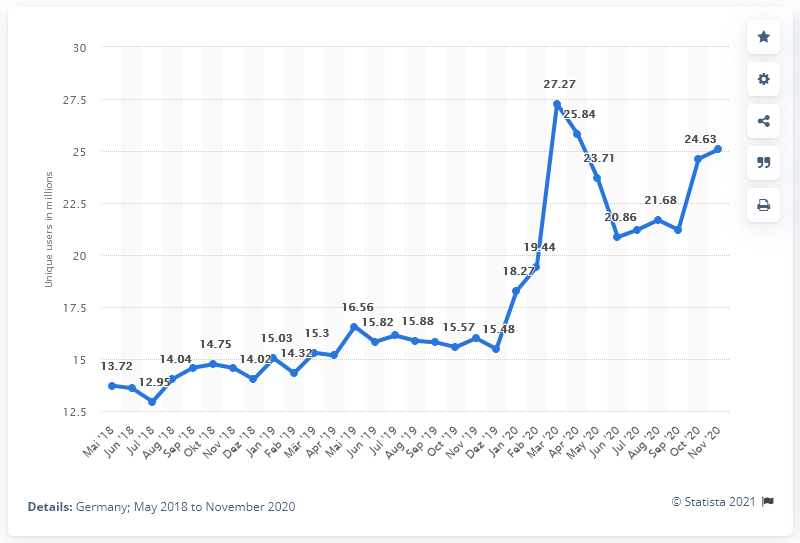 30
27.5
25
22.5
20
17.5
15
12.5
Unique users in millions
13.72
12.95
14.04
14.75
14.02
15.03
14.32
15.3
16.56
15.82
15.88
15.57
15.48
18.27
19.44
27.27
25.84
23.71
20.86
21.68
24.63
Mai '18
Jun '18
Jul '18
Aug '18
Sep '18
Okt '18
Nov '18
Dez '18
Jan '19
Feb '19
Mär '19
Apr '19
Mai '19
Jun '19
Jul '19
Aug '19
Sep '19
Oct '19
Nov '19
Dez '19
Jan '20
Feb '20
Mar '20
Apr '20
May '20
Jun '20
Jul '20
Aug '20
Sep '20
Oct '20
Nov '20
Details: Germany; May 2018 to November 2020
© Statista 2021